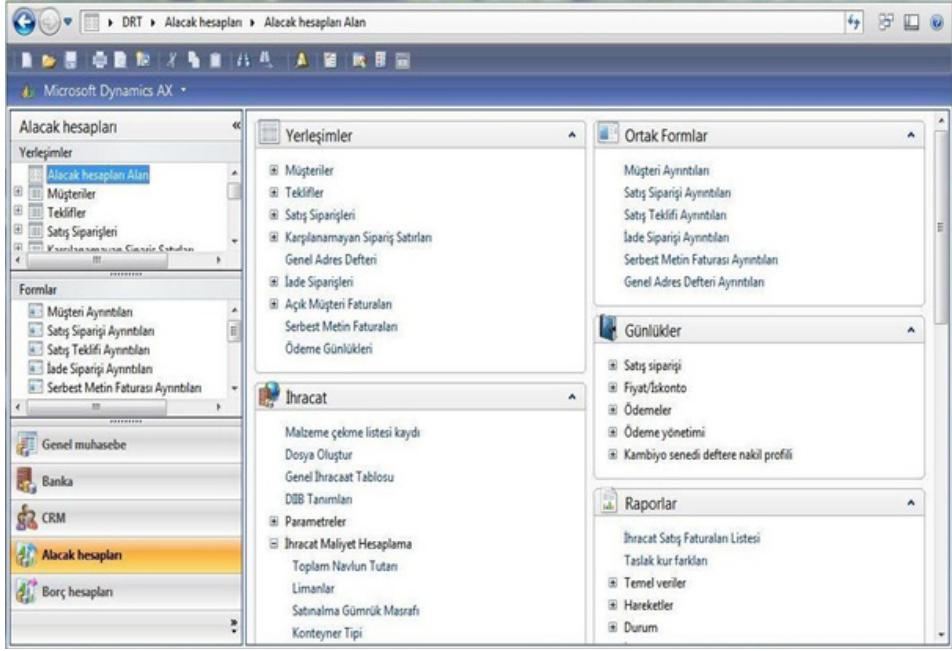 DRT ▸ Alacak hesapları ▸ Alacak hesapları Alan
Microsoft Dynamics AX
Alacak hesapları
Yerleşimler
Alacak hesapları Alan
Müşteriler
Teklifler
Satış Siparişleri
Karşılanamayan Sipariş Satırları
Formlar
Müşteri Ayrıntıları
Satış Siparişi Ayrıntıları
Satış Teklifi Ayrıntıları
İade Siparişi Ayrıntıları
Serbest Metin Faturası Ayrıntıları
Genel muhasebe
Banka
CRM
Alacak hesapları
Borç hesapları
Yerleşimler
Müşteriler
Teklifler
Satış Siparişleri
Karşılanamayan Sipariş Satırları
Genel Adres Defteri
İade Siparişleri
Açık Müşteri Faturaları
Serbest Metin Faturaları
Ödeme Günlükleri
İhracat
Malzeme çekme listesi kaydı
Dosya Oluştur
Genel İhracaat Tablosu
DIIB Tanımları
Parametreler
İhracat Maliyet Hesaplama
Toplam Navlun Tutarı
Limanlar
Satınalma Gümrük Masrafı
Konteyner Tipi
Ortak Formlar
Müşteri Ayrıntıları
Satış Siparişi Ayrıntıları
Satış Teklifi Ayrıntıları
İade Siparişi Ayrıntıları
Serbest Metin Faturası Ayrıntıları
Genel Adres Defteri Ayrıntıları
Günlükler
Satış siparişi
Fiyat/İskonto
Ödemeler
Ödeme yönetimi
Kambiyo senedi deftere nakil profili
Raporlar
İhracat Satış Faturaları Listesi
Taslak kur farkları
Temel veriler
Hareketler
Durum